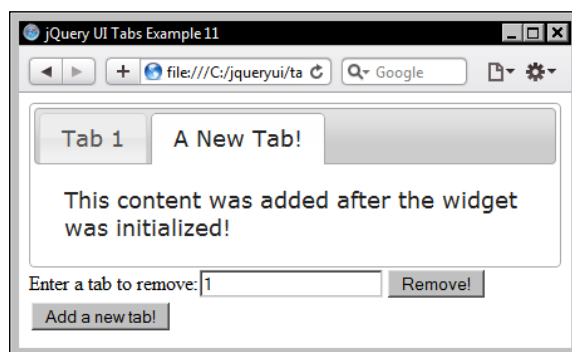 jQuery UI Tabs Example 11
file:///C:/jqueryui/ta Google
Tab 1 A New Tab!
This content was added after the widget
was initialized!
Enter a tab to remove: 1 Remove!
Add a new tab!